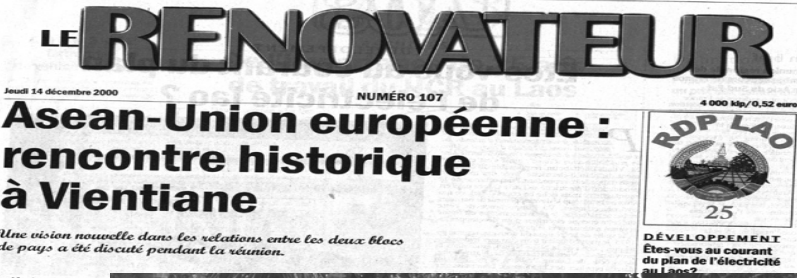 LE RENOVATEUR
Jeudi 14 décembre 2000
NUMÉRO 107
4 000 klp/0,52 euro
Asean-Union européenne :
rencontre historique
à Vientiane
Une vision nouvelle dans les relations entre les deux blocs
de pays a été discuté pendant la réunion.
RDP LAO
25
DÉVELOPPEMENT
Êtes-vous au courant
du plan de l'électricité
au Laos?